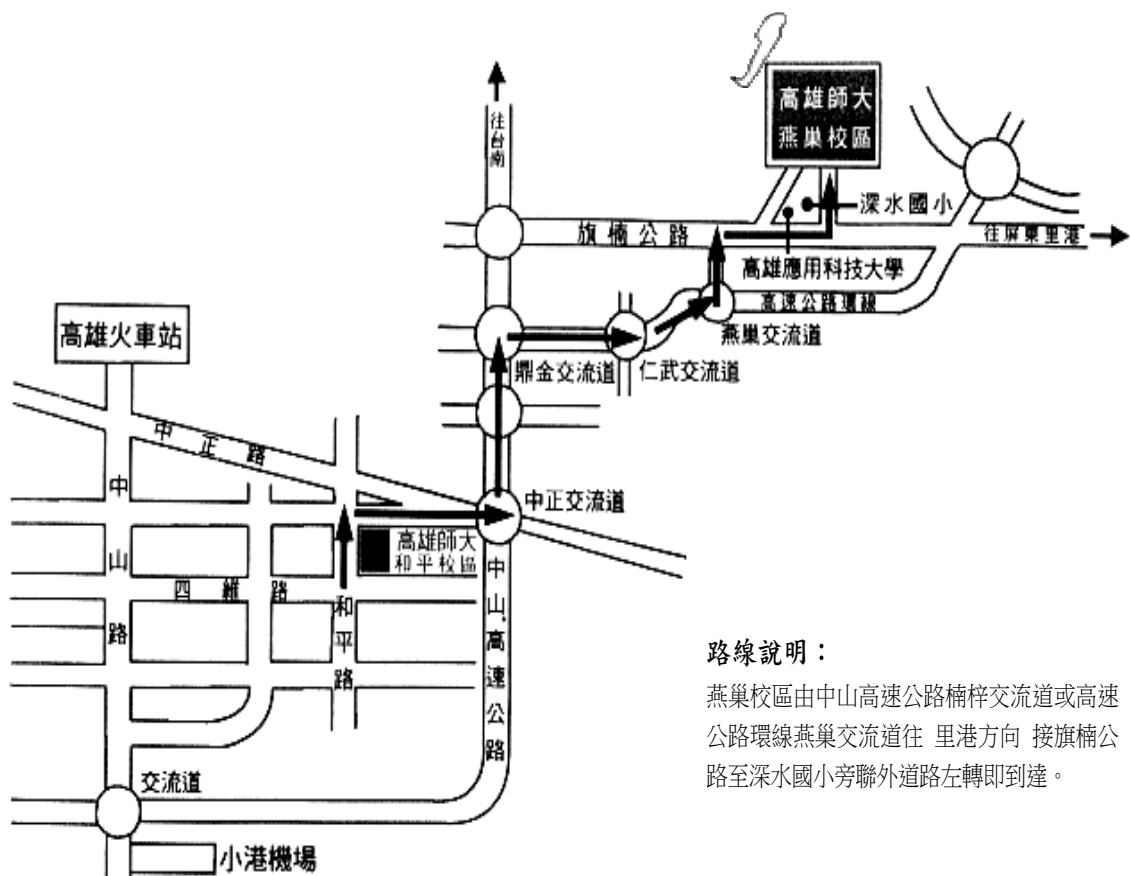 高雄師大
燕巢校區
往台南
深水國小
旗楠公路
往屏東里港
高雄應用科技大學
高速公路環線
高雄火車站
燕巢交流道
鼎金交流道
仁武交流道
中正路
中正交流道
中山路
高雄師大
和平校區
四維路
和平路
中山高速公路
路線說明：
燕巢校區由中山高速公路楠梓交流道或高速
公路環線燕巢交流道往 里港方向 接旗楠公
路至深水國小旁聯外道路左轉即到達。
交流道
小港機場